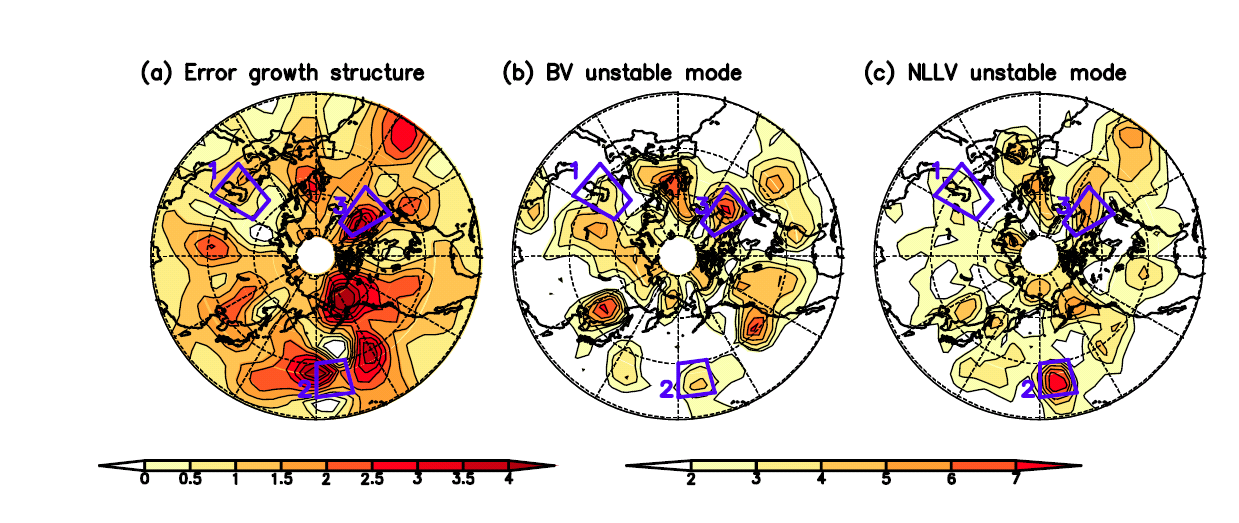 (a) Error growth structure (b) BV unstable mode (c) NLLV unstable mode
1 1 1
3 3 3
2 2 2
0 0.5 1 1.5 2 2.5 3 3.5 4 2 3 4 5 6 7